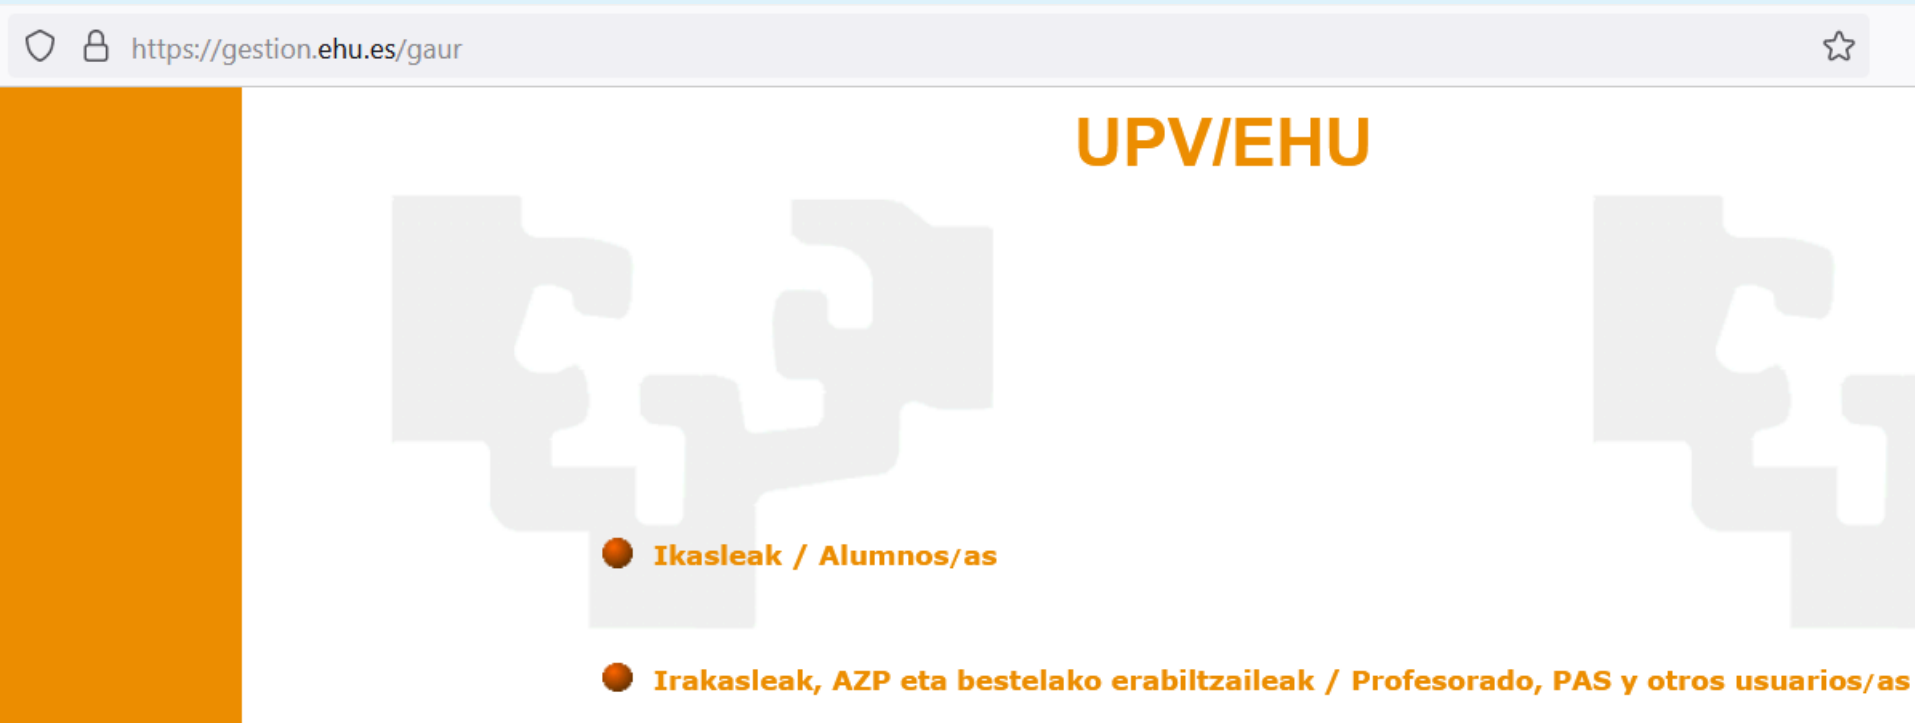 https://gestion.ehu.es/gaur
UPV/EHU
Ikasleak / Alumnos/as
Irakasleak, AZP eta bestelako erabiltzaileak / Profesorado, PAS y otros usuarios/as